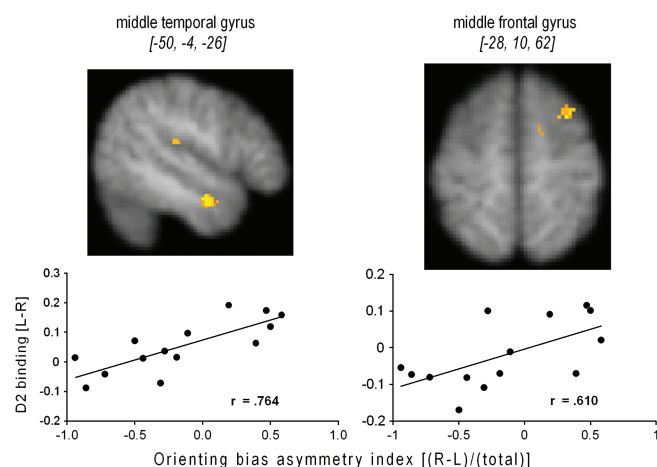 middle temporal gyrus
[-50, -4, -26]
middle frontal gyrus
[-28, 10, 62]
D2 binding [L-R]
0.3
0.2
0.1
0
-0.1
-0.2
-1.0
-0.5
0.0
0.5
1.0
r = .764
0.2
0.1
0
-0.1
-0.2
-1
-0.5
0
0.5
1
r = .610
Orienting bias asymmetry index [(R-L)/(total)]